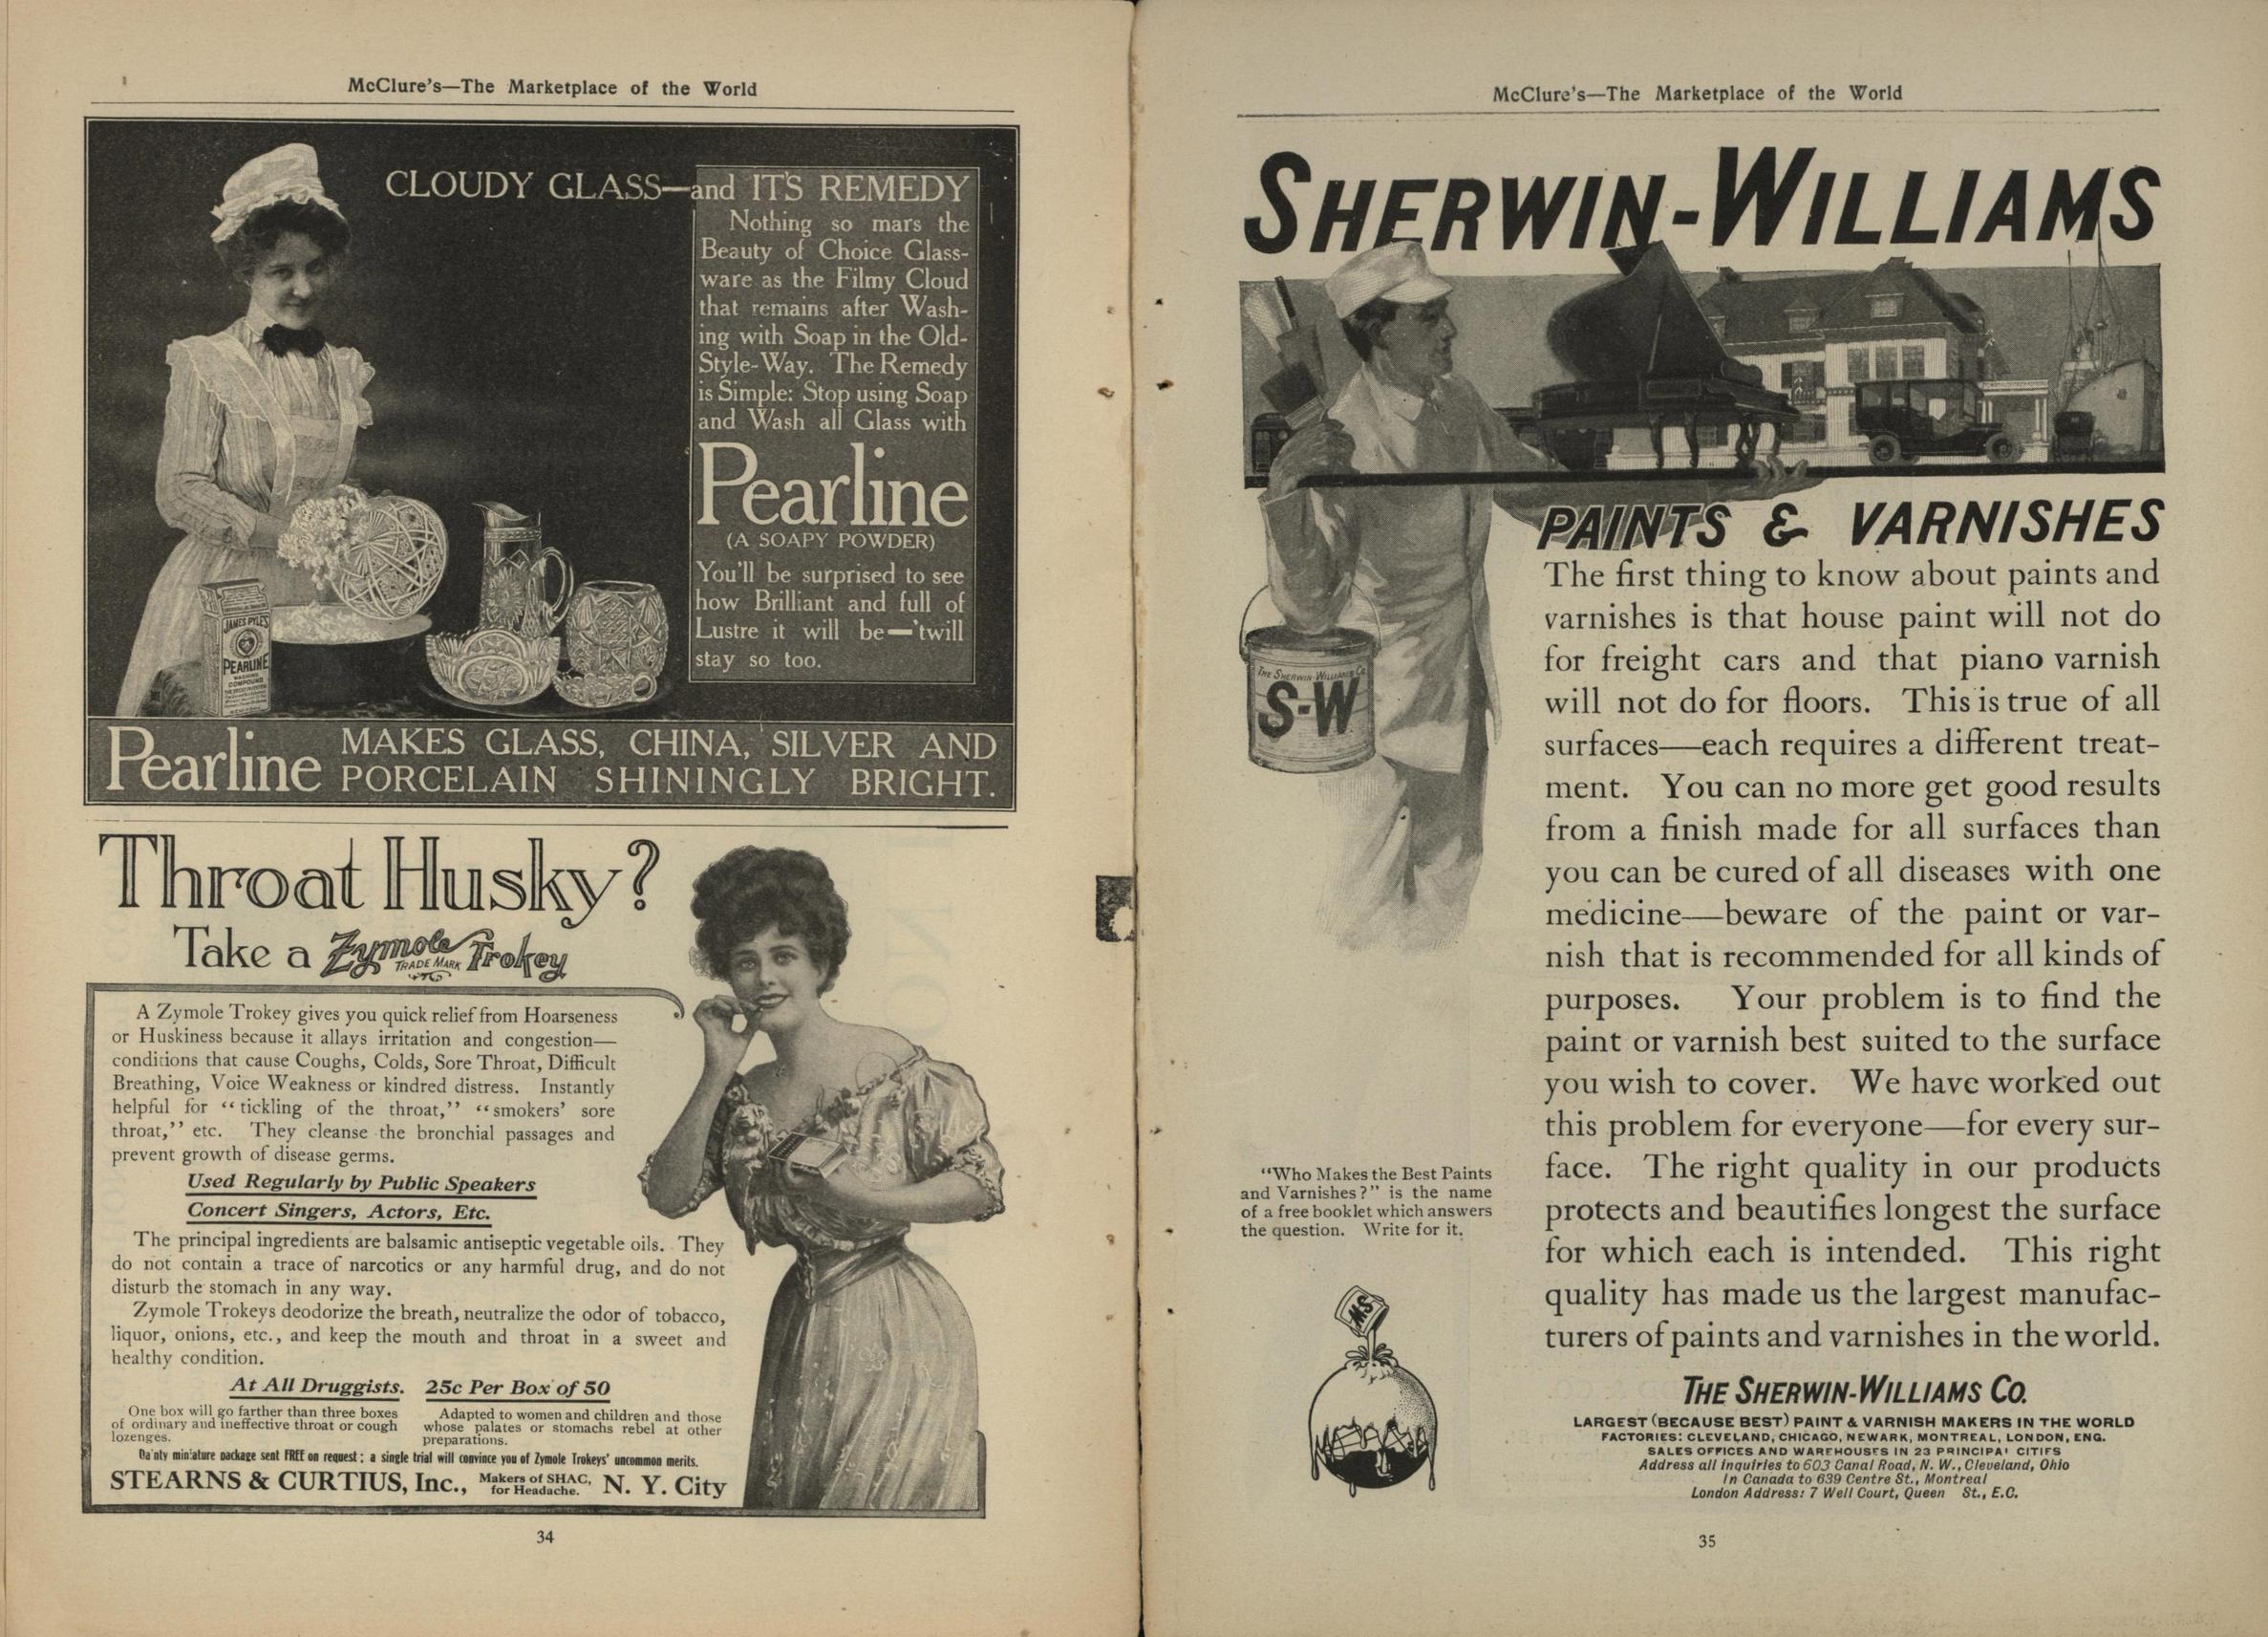 McClure's—The Marketplace of the World
CLOUDY GLASS—and IT'S REMEDY
Nothing so mars the
Beauty of Choice Glass-
ware as the Filmy Cloud
that remains after Wash-
ing with Soap in the Old-
Style-Way. The Remedy
is Simple: Stop using Soap
and Wash all Glass with
Pearline
(A SOAPY POWDER)
You'll be surprised to see
how Brilliant and full of
Lustre it will be—'twill
stay so too.
JAMES PYLE'S
PEARLINE
WASHING
COMPOUND
Pearline MAKES GLASS, CHINA, SILVER AND
PORCELAIN SHININGLY BRIGHT.
Throat Husky?
Take a Zymole Trokey
TRADE MARK
A Zymole Trokey gives you quick relief from Hoarseness
or Huskiness because it allays irritation and congestion—
conditions that cause Coughs, Colds, Sore Throat, Difficult
Breathing, Voice Weakness or kindred distress. Instantly
helpful for "tickling of the throat," "smokers' sore
throat," etc. They cleanse the bronchial passages and
prevent growth of disease germs.
Used Regularly by Public Speakers
Concert Singers, Actors, Etc.
The principal ingredients are balsamic antiseptic vegetable oils. They
do not contain a trace of narcotics or any harmful drug, and do not
disturb the stomach in any way.
Zymole Trokeys deodorize the breath, neutralize the odor of tobacco,
liquor, onions, etc., and keep the mouth and throat in a sweet and
healthy condition.
At All Druggists. 25c Per Box of 50
One box will go farther than three boxes
of ordinary and ineffective throat or cough
lozenges.
Adapted to women and children and those
whose palates or stomachs rebel at other
preparations.
Dainty miniature package sent FREE on request; a single trial will convince you of Zymole Trokeys' uncommon merits.
STEARNS & CURTIUS, Inc., Makers of SHAC, for Headache. N. Y. City
34
McClure's—The Marketplace of the World
SHERWIN-WILLIAMS
THE SHERWIN-WILLIAMS Co
S-W
PAINTS & VARNISHES
The first thing to know about paints and
varnishes is that house paint will not do
for freight cars and that piano varnish
will not do for floors. This is true of all
surfaces—each requires a different treat-
ment. You can no more get good results
from a finish made for all surfaces than
you can be cured of all diseases with one
medicine—beware of the paint or var-
nish that is recommended for all kinds of
purposes. Your problem is to find the
paint or varnish best suited to the surface
you wish to cover. We have worked out
this problem for everyone—for every sur-
face. The right quality in our products
protects and beautifies longest the surface
for which each is intended. This right
quality has made us the largest manufac-
turers of paints and varnishes in the world.
"Who Makes the Best Paints
and Varnishes?" is the name
of a free booklet which answers
the question. Write for it.
SW
THE SHERWIN-WILLIAMS CO.
LARGEST (BECAUSE BEST) PAINT & VARNISH MAKERS IN THE WORLD
FACTORIES: CLEVELAND, CHICAGO, NEWARK, MONTREAL, LONDON, ENG.
SALES OFFICES AND WAREHOUSES IN 23 PRINCIPAL CITIES
Address all inquiries to 603 Canal Road, N. W., Cleveland, Ohio
In Canada to 639 Centre St., Montreal
London Address: 7 Well Court, Queen St., E.C.
35